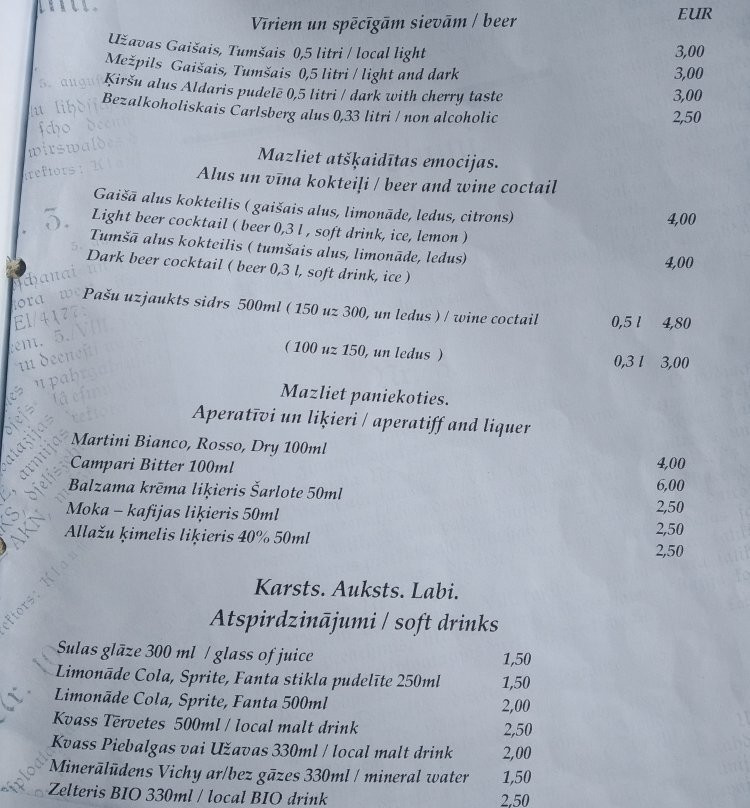 EUR
Vīriem un spēcīgām sievām / beer
Užavas Gaišais, Tumšais 0,5 litri / local light 3,00
Mežpils Gaišais, Tumšais 0,5 litri / light and dark 3,00
Ķiršu alus Aldaris pudelē 0,5 litri / dark with cherry taste 3,00
Bezalkoholiskais Carlsberg alus 0,33 litri / non alcoholic 2,50
Mazliet atšķaidītas emocijas.
Alus un vīna kokteiļi / beer and wine coctail
Gaišā alus kokteilis ( gaišais alus, limonāde, ledus, citrons) 4,00
Light beer cocktail ( beer 0,3 l , soft drink, ice, lemon )
Tumšā alus kokteilis ( tumšais alus, limonāde, ledus) 4,00
Dark beer cocktail ( beer 0,3 l, soft drink, ice )
Pašu uzjaukts sidrs 500ml ( 150 uz 300, un ledus ) / wine coctail 0,5 l 4,80
( 100 uz 150, un ledus ) 0,3 l 3,00
Mazliet paniekoties.
Aperatīvi un liķieri / aperatiff and liquer
Martini Bianco, Rosso, Dry 100ml 4,00
Campari Bitter 100ml 6,00
Balzama krēma liķieris Šarlote 50ml 2,50
Moka – kafijas liķieris 50ml 2,50
Allažu ķimelis liķieris 40% 50ml 2,50
Karsts. Auksts. Labi.
Atspirdzinājumi / soft drinks
Sulas glāze 300 ml / glass of juice 1,50
Limonāde Cola, Sprite, Fanta stikla pudelīte 250ml 1,50
Limonāde Cola, Sprite, Fanta 500ml 2,00
Kvass Tērvetes 500ml / local malt drink 2,50
Kvass Piebalgas vai Užavas 330ml / local malt drink 2,00
Minerālūdens Vichy ar/bez gāzes 330ml / mineral water 1,50
Zelteris BIO 330ml / local BIO drink 2,50